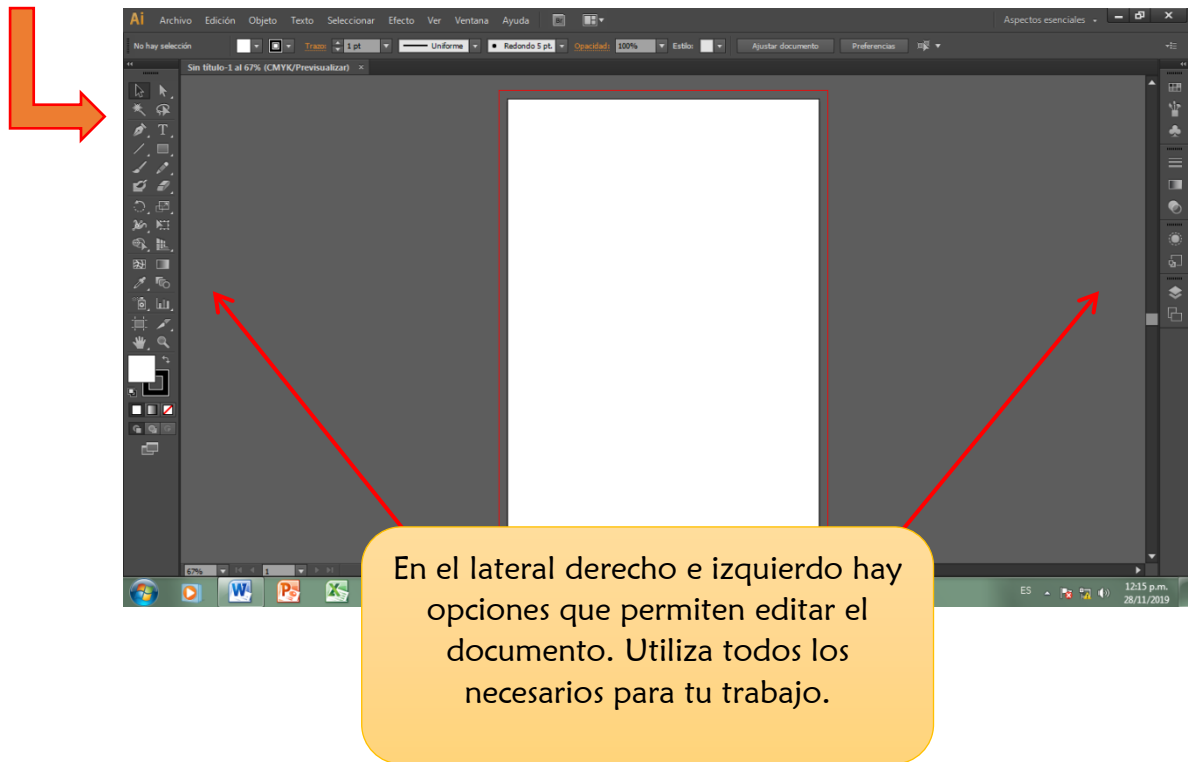 Ai Archivo Edición Objeto Texto Seleccionar Efecto Ver Ventana Ayuda Aspectos esenciales
No hay selección Trazo: 1 pt Uniforme Redondo 5 pt. Opacidad: 100% Estilo: Ajustar documento Preferencias
Sin título-1 al 67% (CMYK/Previsualizar) ×
T
67% 1
En el lateral derecho e izquierdo hay
opciones que permiten editar el
documento. Utiliza todos los
necesarios para tu trabajo.
ES 12:15 p.m.
28/11/2019